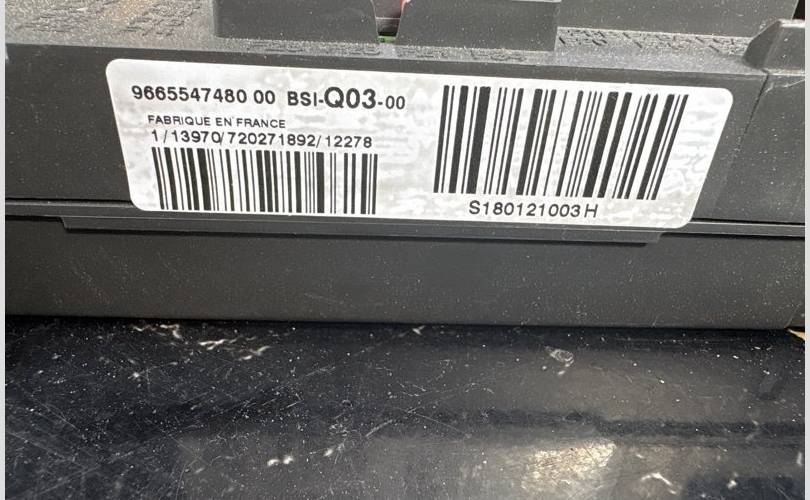 9665547480 00 BSI-Q03-00
FABRIQUE EN FRANCE
1/13970/720271892/12278
S180121003H